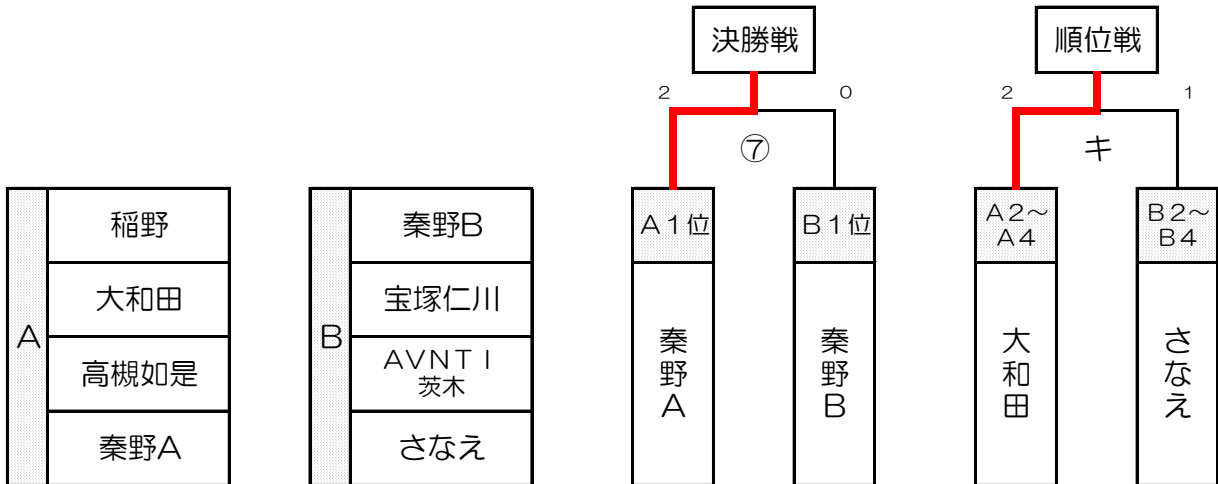 決勝戦
順位戦
２
０
２
１
⑦
キ
A
稲野
大和田
高槻如是
秦野A
B
秦野B
宝塚仁川
ＡＶＮＴＩ
茨木
さなえ
Ａ１位
秦野A
Ｂ１位
秦野B
Ａ２～
Ａ４
大和田
Ｂ２～
Ｂ４
さなえ